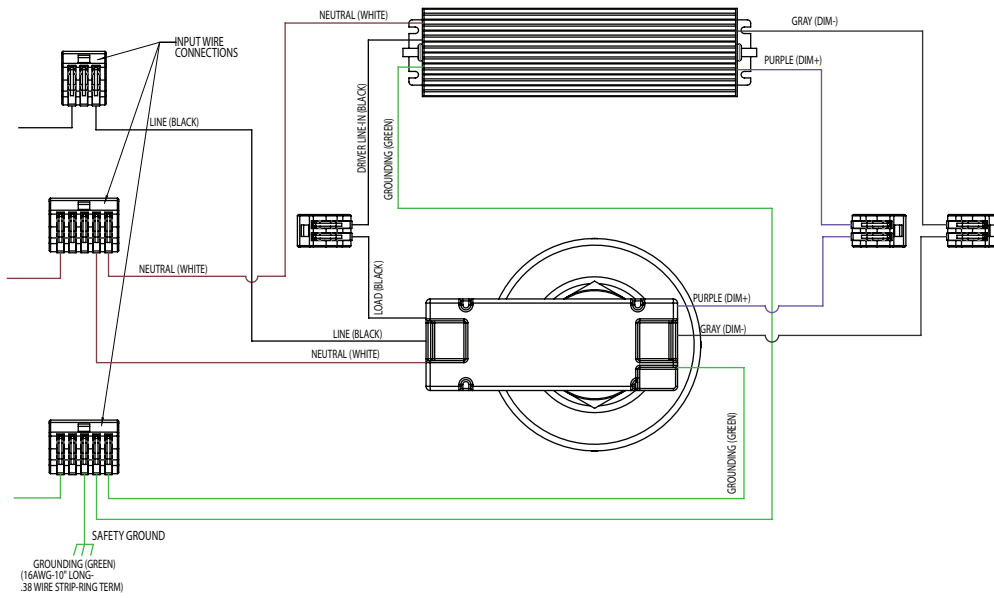 NEUTRAL (WHITE)
GRAY (DIM-)
INPUT WIRE
CONNECTIONS
PURPLE (DIM+)
LINE (BLACK)
DRIVER LINE-IN (BLACK)
GROUNDING (GREEN)
NEUTRAL (WHITE)
LOAD (BLACK)
PURPLE (DIM+)
LINE (BLACK)
GRAY (DIM-)
NEUTRAL (WHITE)
GROUNDING (GREEN)
SAFETY GROUND
GROUNDING (GREEN)
(16AWG-10" LONG-
.38 WIRE STRIP-RING TERM)